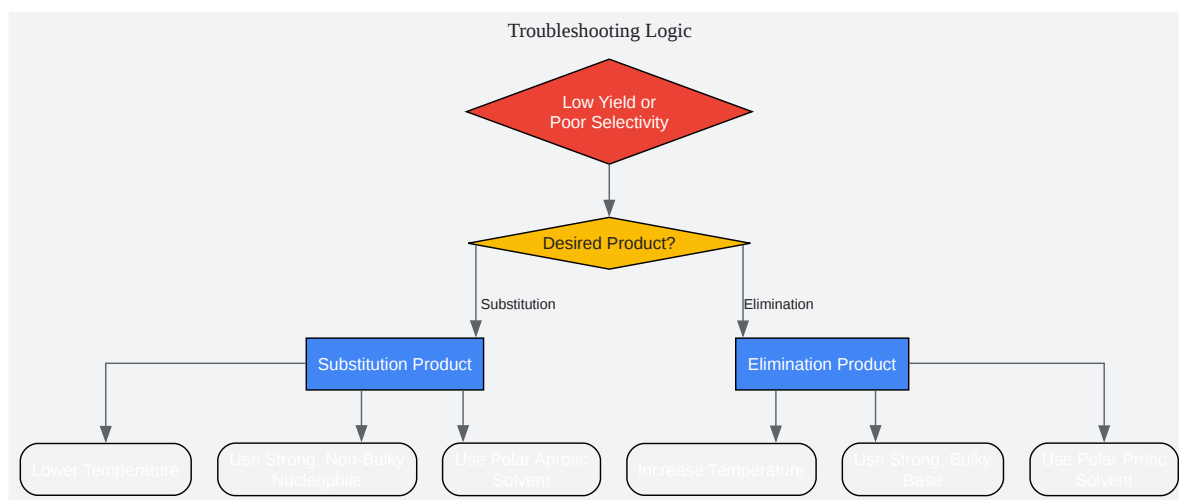 Troubleshooting Logic
Low Yield or
Poor Selectivity
Desired Product?
Substitution
Elimination
Substitution Product
Elimination Product
Lower Temperature
Use Strong, Non-Bulky
Nucleophile
Use Polar Aprotic
Solvent
Increase Temperature
Use Strong, Bulky
Base
Use Polar Protic
Solvent